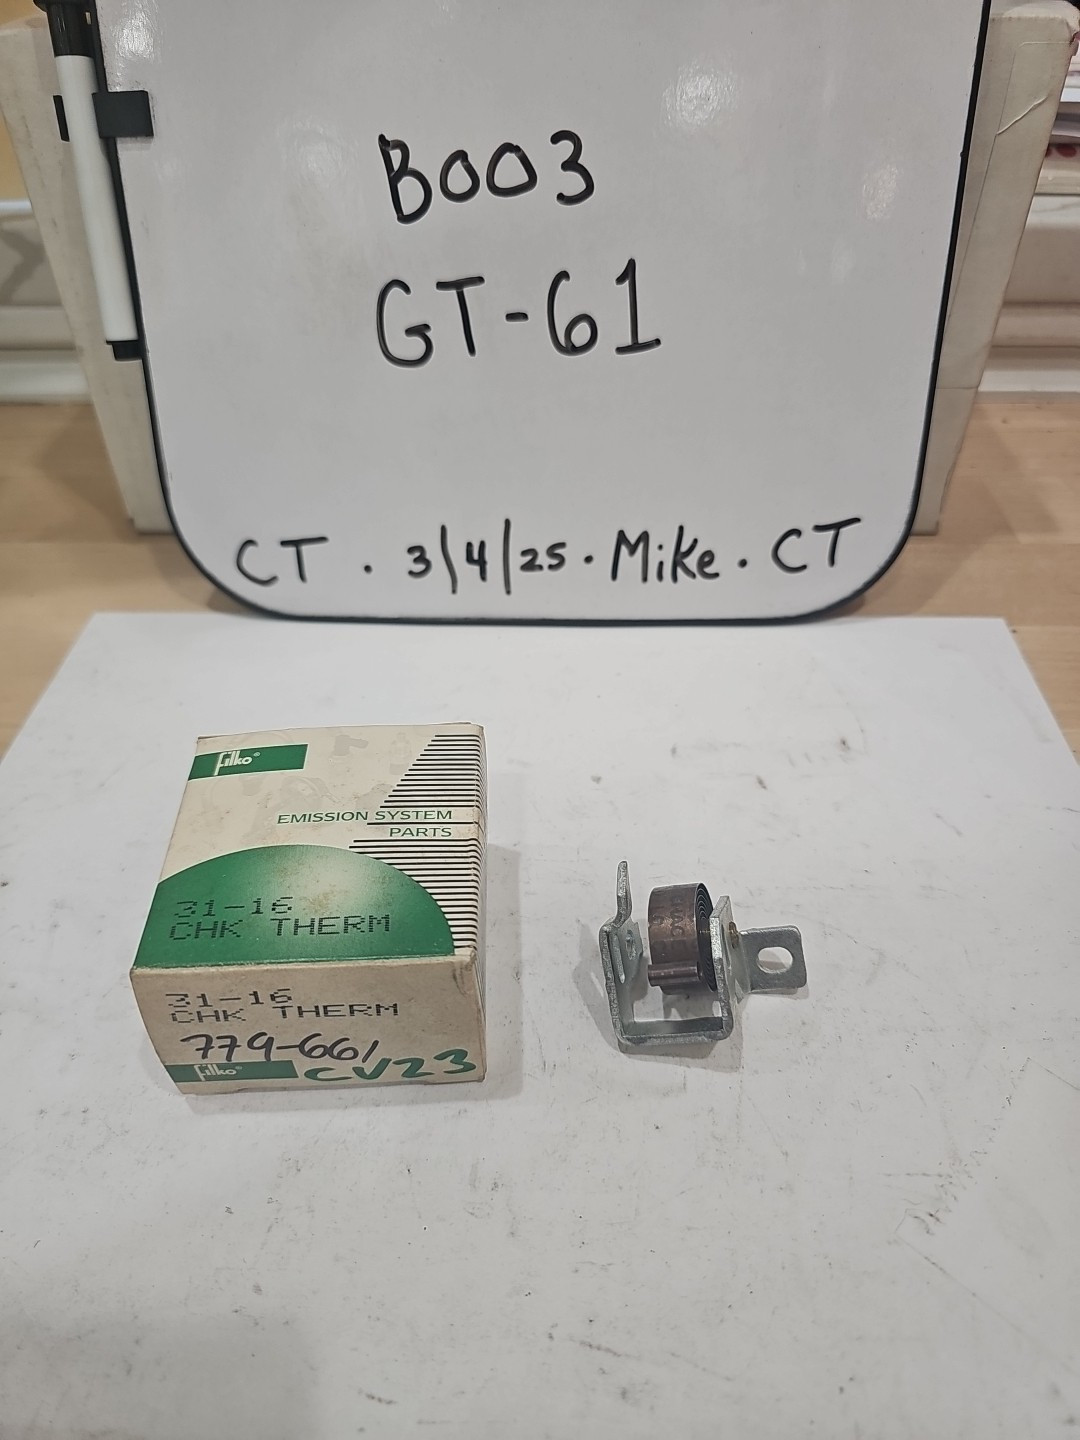 B003
GT-61
CT . 3/4/25 . Mike . CT
filko®
EMISSION SYSTEM
PARTS
31-16
CHK THERM
31-16
CHK THERM
779-661
filko®
CV23